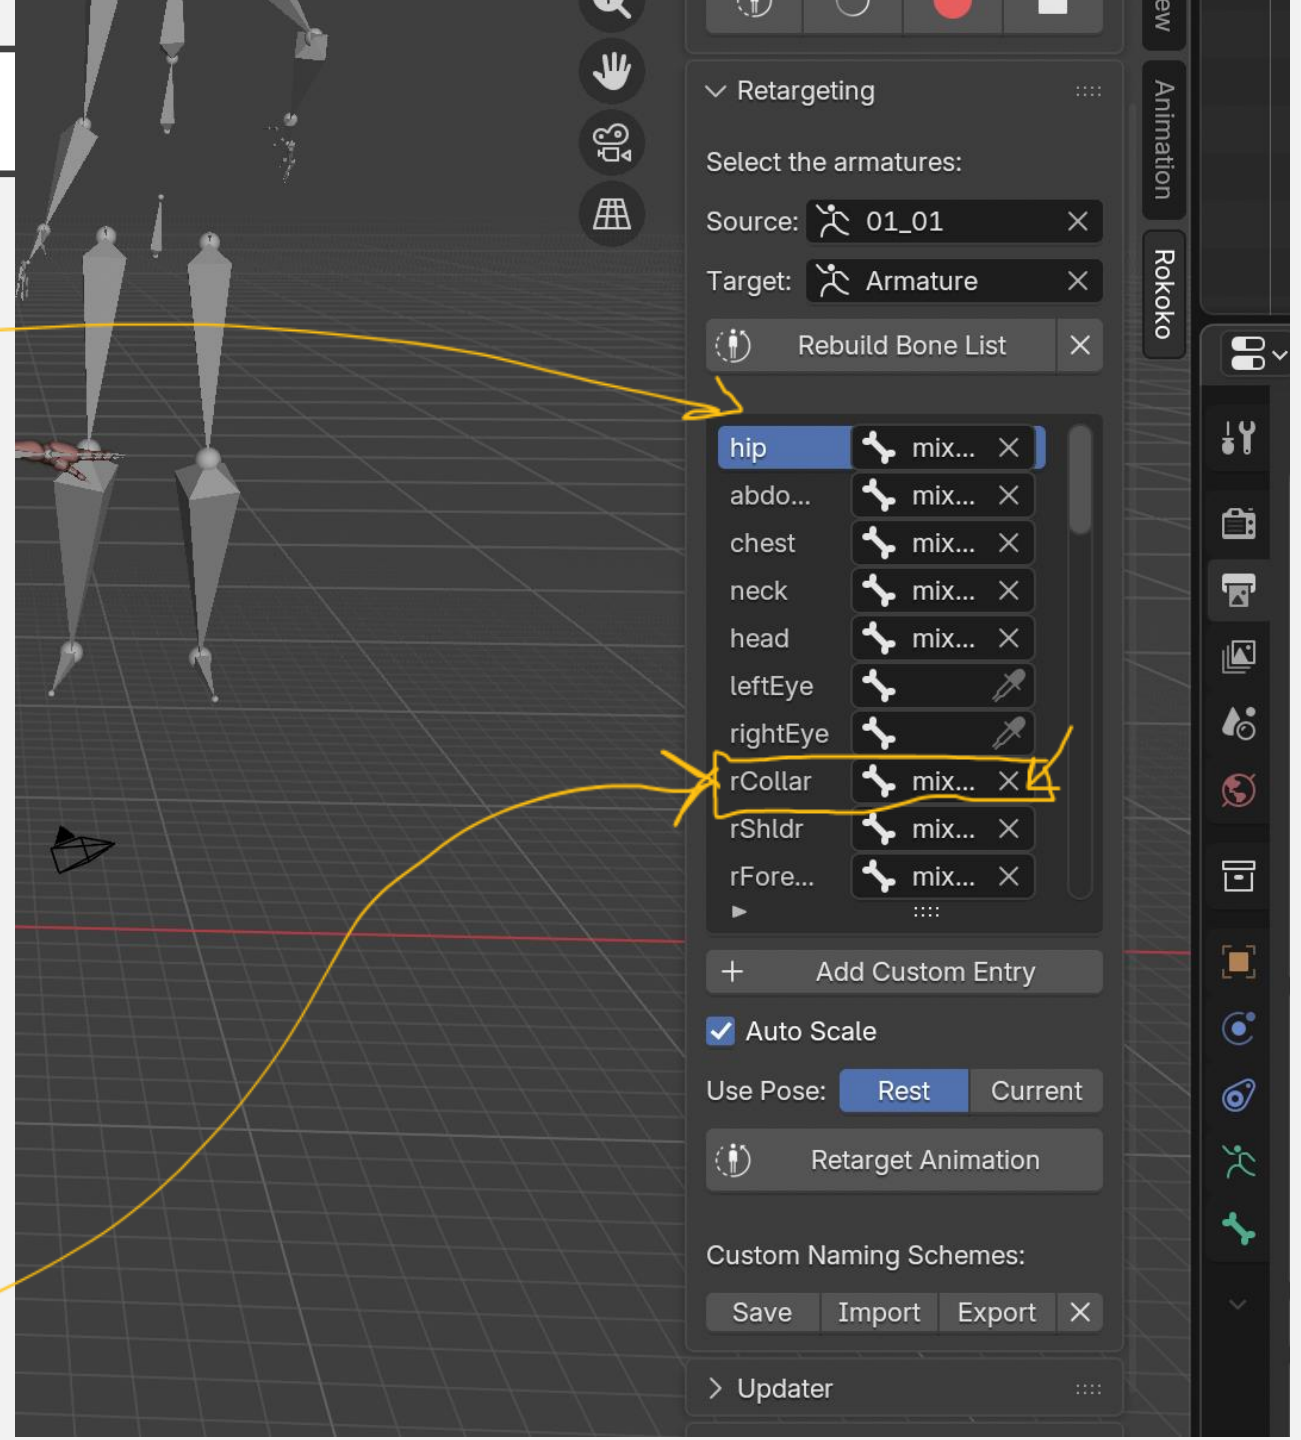 ew
Animation
Rokoko
Retargeting
Select the armatures:
Source: 01_01
Target: Armature
Rebuild Bone List
hip mix...
abdo... mix...
chest mix...
neck mix...
head mix...
leftEye
rightEye
rCollar mix...
rShldr mix...
rFore... mix...
Add Custom Entry
Auto Scale
Use Pose: Rest Current
Retarget Animation
Custom Naming Schemes:
Save Import Export
Updater